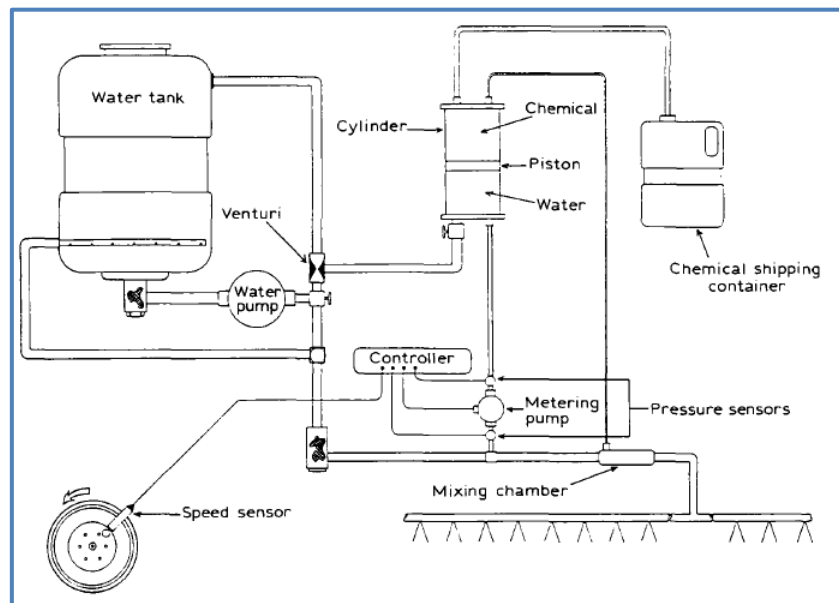 Water tank
Cylinder
Chemical
Piston
Water
Venturi
Chemical shipping
container
Water
pump
Controller
Metering
pump
Pressure sensors
Mixing chamber
Speed sensor